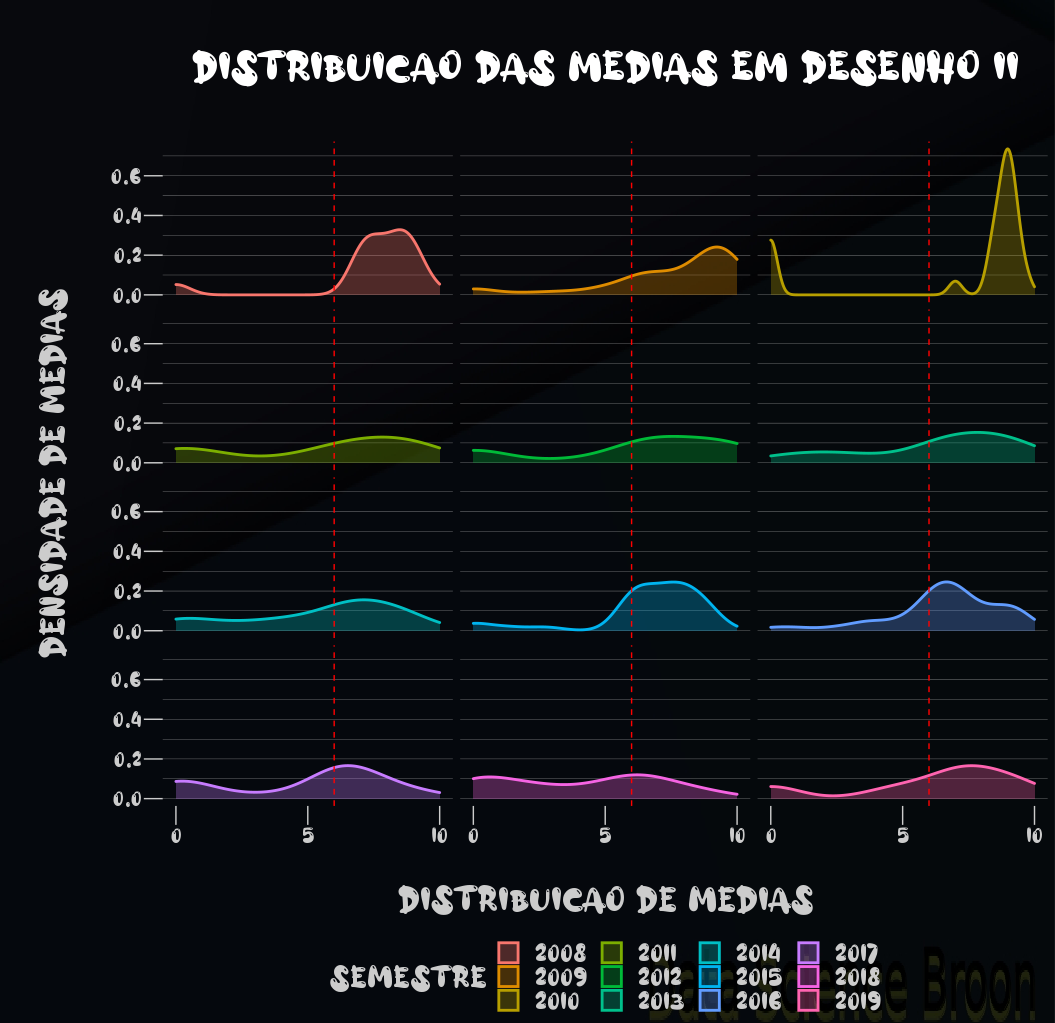 DISTRIBUICAO DAS MEDIAS EM DESENHO II
DENSIDADE DE MEDIAS
0.6
0.4
0.2
0.0
0.6
0.4
0.2
0.0
0.6
0.4
0.2
0.0
0.6
0.4
0.2
0.0
0 5 10 0 5 10 0 5 10
DISTRIBUICAO DE MEDIAS
SEMESTRE
2008 2011 2014 2017
2009 2012 2015 2018
2010 2013 2016 2019
Data Science Broon